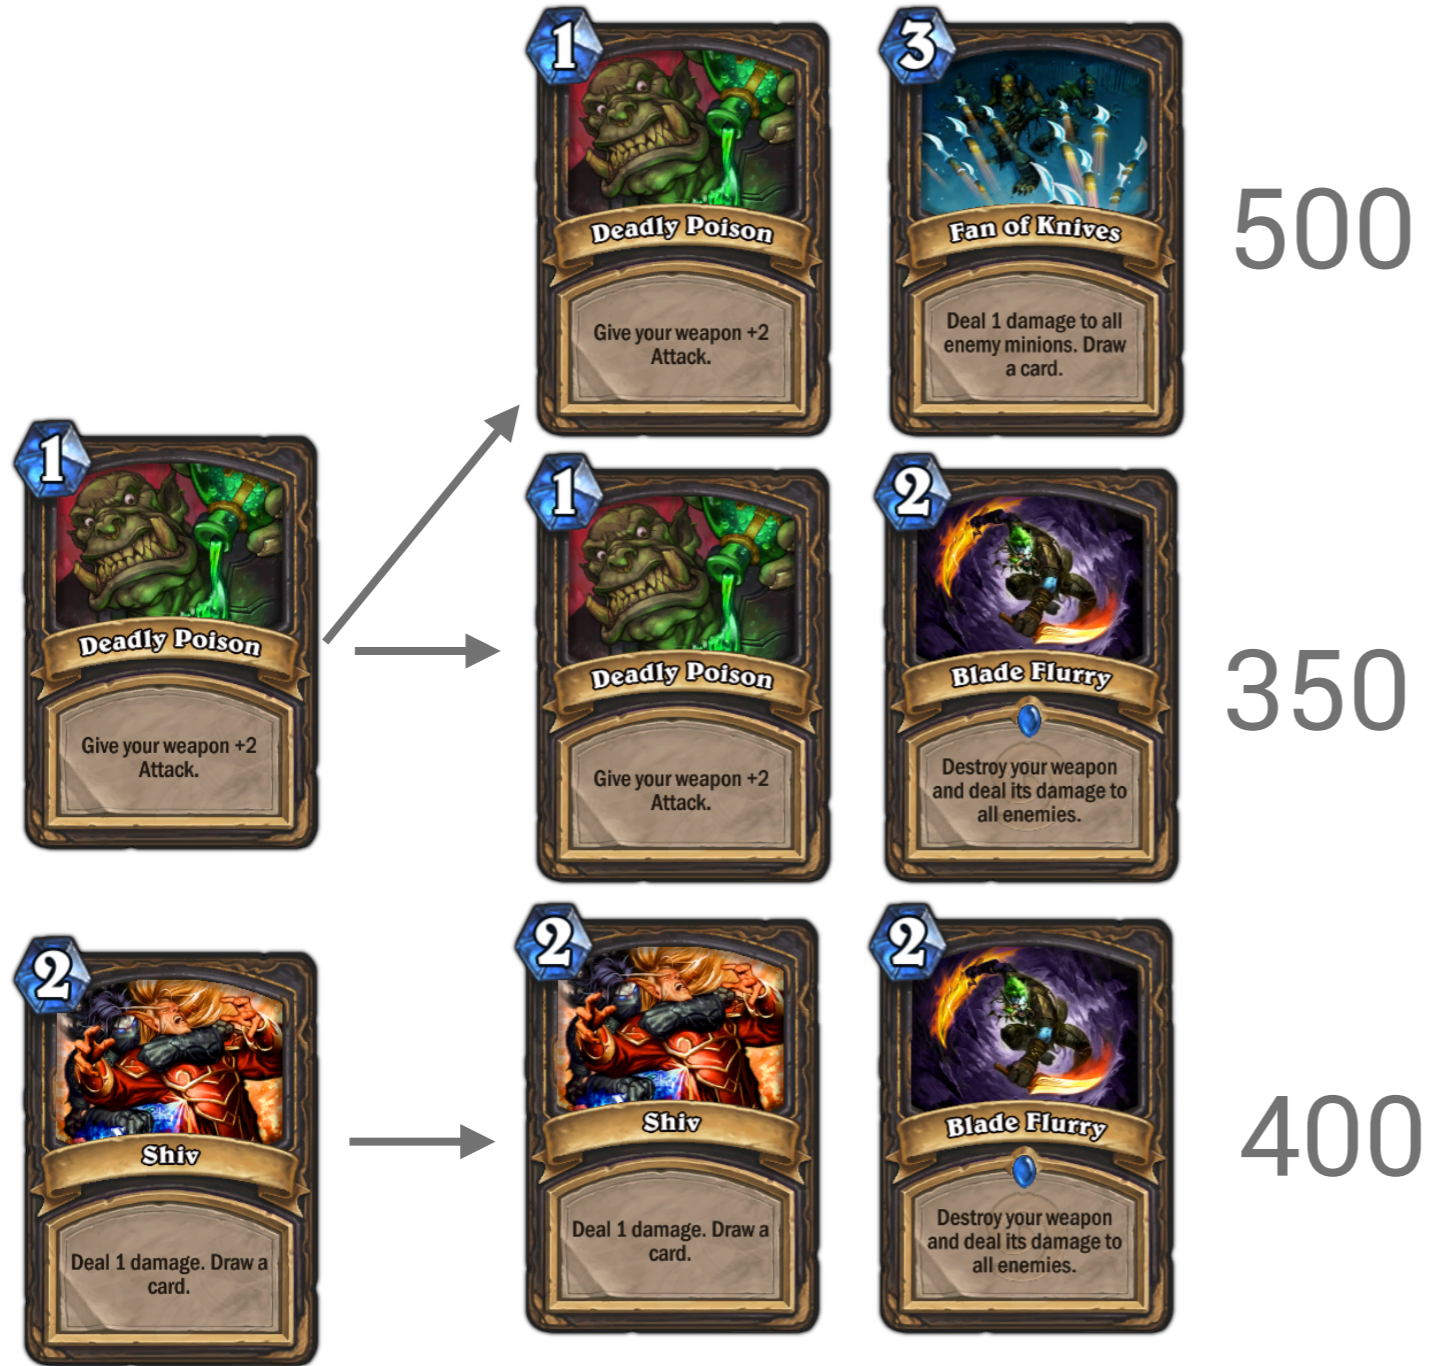 1
Deadly Poison
Give your weapon +2
Attack.
3
Fan of Knives
Deal 1 damage to all
enemy minions. Draw
a card.
500
1
Deadly Poison
Give your weapon +2
Attack.
1
Deadly Poison
Give your weapon +2
Attack.
2
Blade Flurry
Destroy your weapon
and deal its damage to
all enemies.
350
2
Shiv
Deal 1 damage. Draw a
card.
2
Shiv
Deal 1 damage. Draw a
card.
2
Blade Flurry
Destroy your weapon
and deal its damage to
all enemies.
400